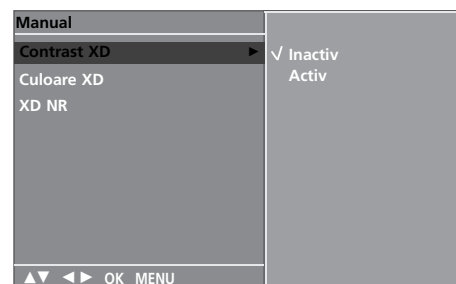 Manual
Contrast XD ►
Culoare XD
XD NR
√ Inactiv
Activ
▲▼ ◄► OK MENU